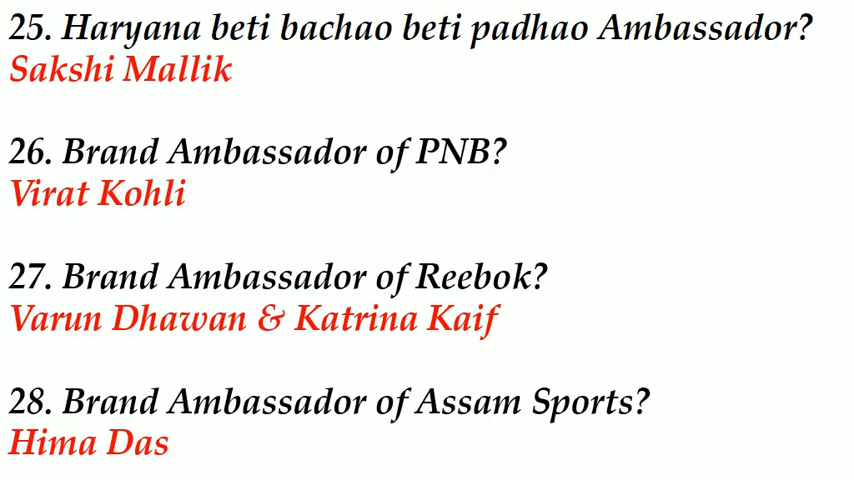 25. Haryana beti bachao beti padhao Ambassador?
Sakshi Mallik
26. Brand Ambassador of PNB?
Virat Kohli
27. Brand Ambassador of Reebok?
Varun Dhawan & Katrina Kaif
28. Brand Ambassador of Assam Sports?
Hima Das